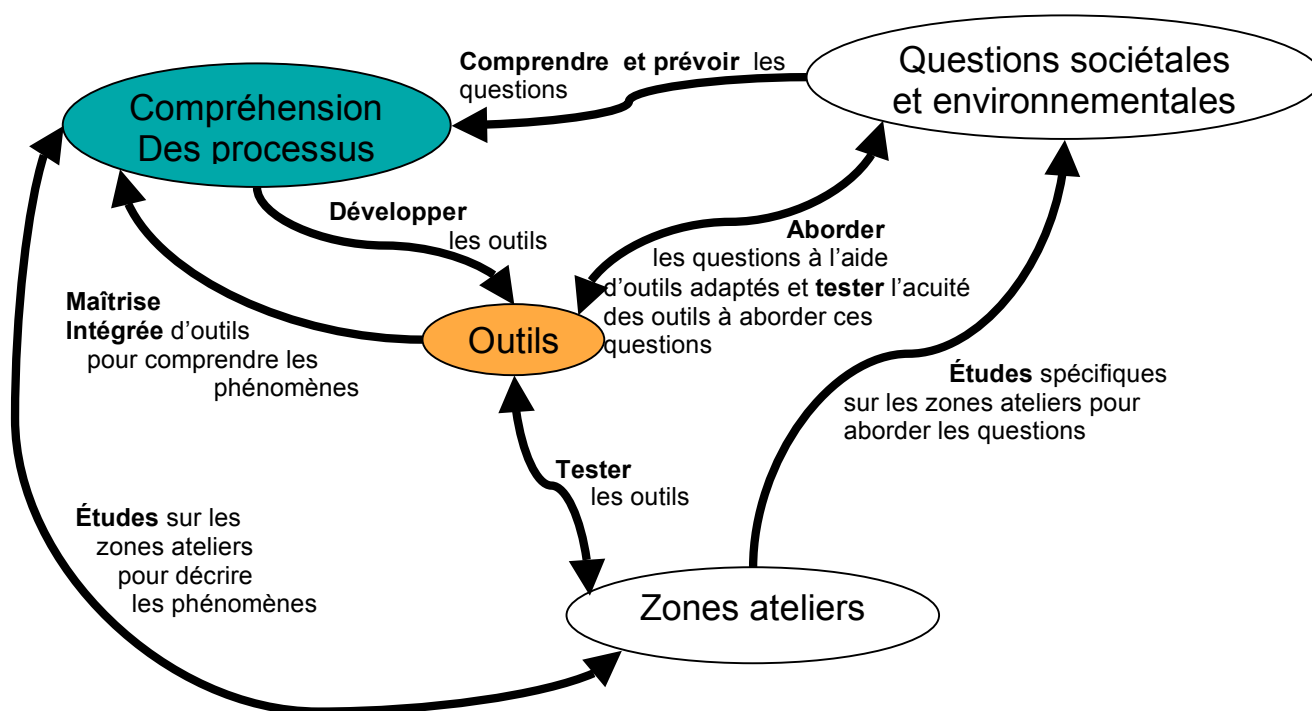 Comprendre et prévoir les
questions
Questions sociétales
et environnementales
Compréhension
Des processus
Développer
les outils
Aborder
les questions à l’aide
d’outils adaptés et tester l’acuité
des outils à aborder ces
questions
Maîtrise
Intégrée d’outils
pour comprendre les
phénomènes
Outils
Études spécifiques
sur les zones ateliers pour
aborder les questions
Tester
les outils
Études sur les
zones ateliers
pour décrire
les phénomènes
Zones ateliers